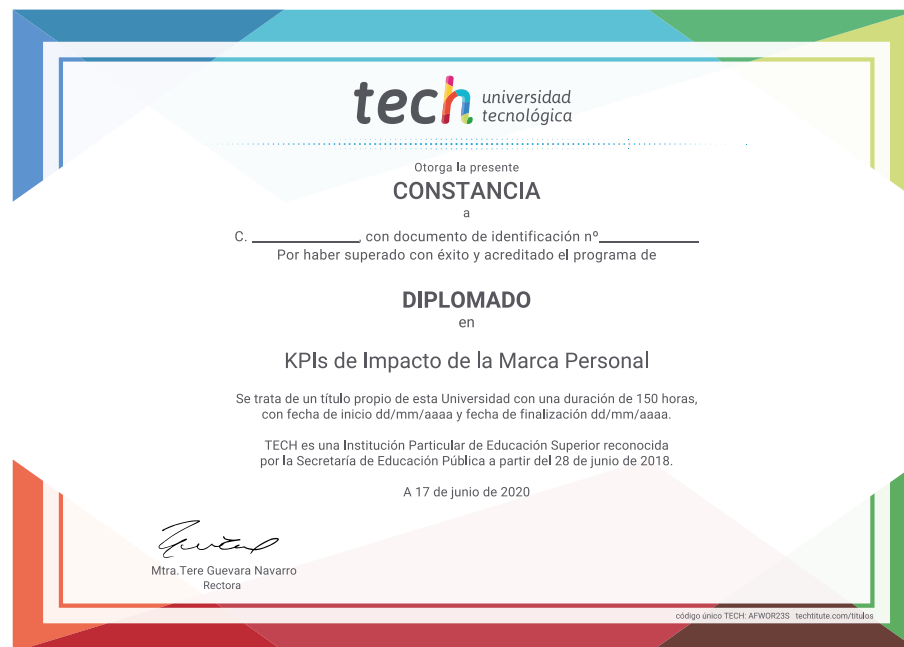 tech universidad
tecnológica
Otorga la presente
CONSTANCIA
a
C. ________________, con documento de identificación nº_______________
Por haber superado con éxito y acreditado el programa de
DIPLOMADO
en
KPIs de Impacto de la Marca Personal
Se trata de un título propio de esta Universidad con una duración de 150 horas,
con fecha de inicio dd/mm/aaaa y fecha de finalización dd/mm/aaaa.
TECH es una Institución Particular de Educación Superior reconocida
por la Secretaría de Educación Pública a partir del 28 de junio de 2018.
A 17 de junio de 2020
Mtra.Tere Guevara Navarro
Rectora
código único TECH: AFWOR23S techtitute.com/titulos